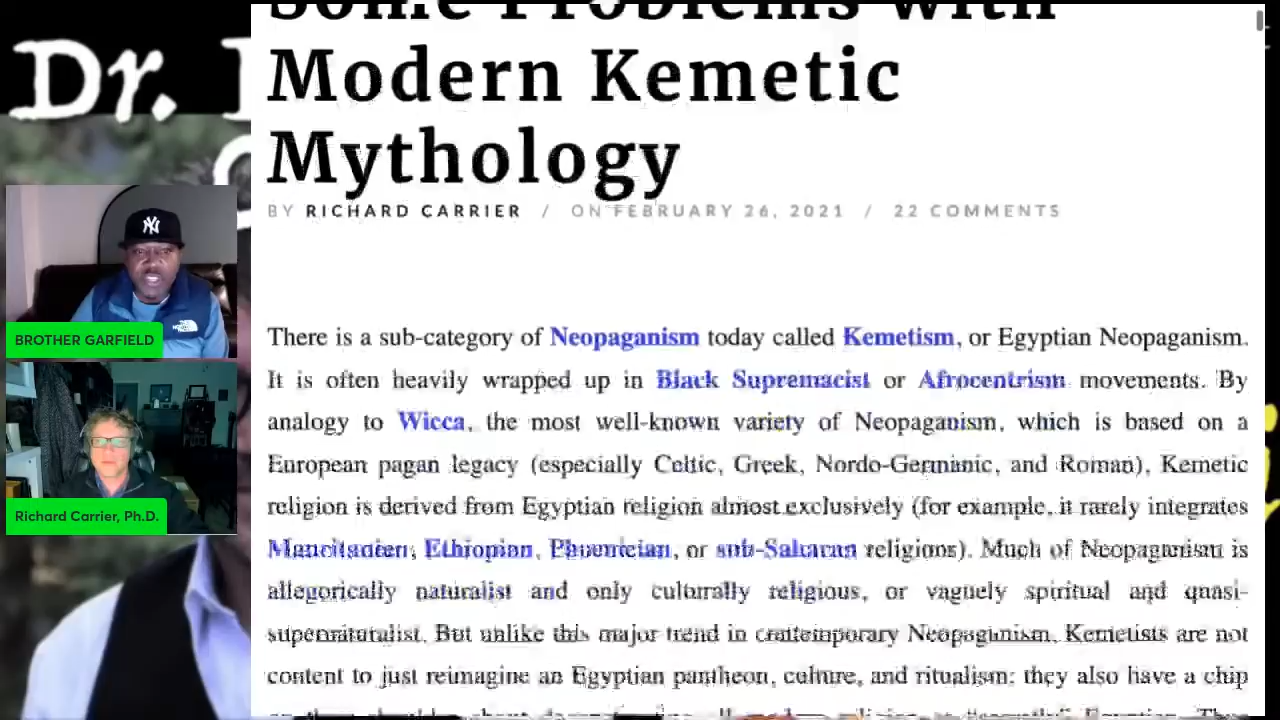 Dr.
Some Problems with
Modern Kemetic
Mythology
BY RICHARD CARRIER / ON FEBRUARY 26, 2021 / 22 COMMENTS
BROTHER GARFIELD
Richard Carrier, Ph.D.
There is a sub-category of Neopaganism today called Kemetism, or Egyptian Neopaganism.
It is often heavily wrapped up in Black Supremacist or Afrocentrism movements. By
analogy to Wicca, the most well-known variety of Neopaganism, which is based on a
European pagan legacy (especially Celtic, Greek, Nordo-Germanic, and Roman), Kemetic
religion is derived from Egyptian religion almost exclusively (for example, it rarely integrates
Ethiopian, Phoenician, or sub-Saharan religions). Much of Neopaganism is
allegorically naturalist and only culturally religious, or vaguely spiritual and quasi-
supernaturalist. But unlike this major trend in contemporary Neopaganism, Kemetists are not
content to just reimagine an Egyptian pantheon, culture, and ritualism: they also have a chip